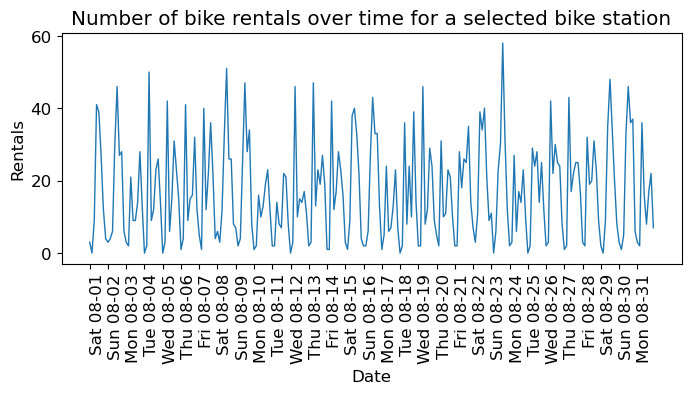 Number of bike rentals over time for a selected bike station
Rentals
60
40
20
0
Sat 08-01
Sun 08-02
Mon 08-03
Tue 08-04
Wed 08-05
Thu 08-06
Fri 08-07
Sat 08-08
Sun 08-09
Mon 08-10
Tue 08-11
Wed 08-12
Thu 08-13
Fri 08-14
Sat 08-15
Sun 08-16
Mon 08-17
Tue 08-18
Wed 08-19
Thu 08-20
Fri 08-21
Sat 08-22
Sun 08-23
Mon 08-24
Tue 08-25
Wed 08-26
Thu 08-27
Fri 08-28
Sat 08-29
Sun 08-30
Mon 08-31
Date